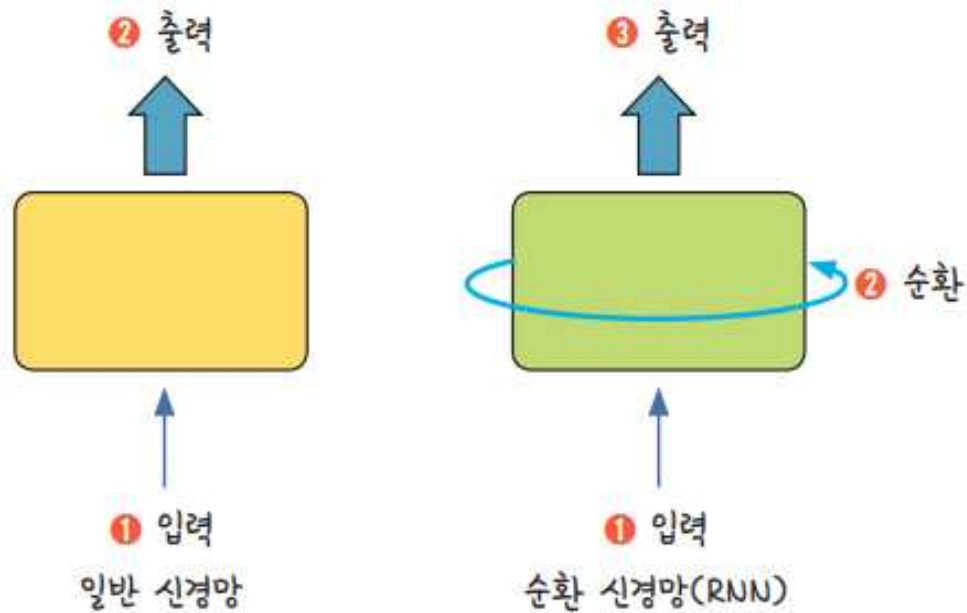 ❷ 출력
❸ 출력
❷ 순환
❶ 입력
일반 신경망
❶ 입력
순환 신경망(RNN)